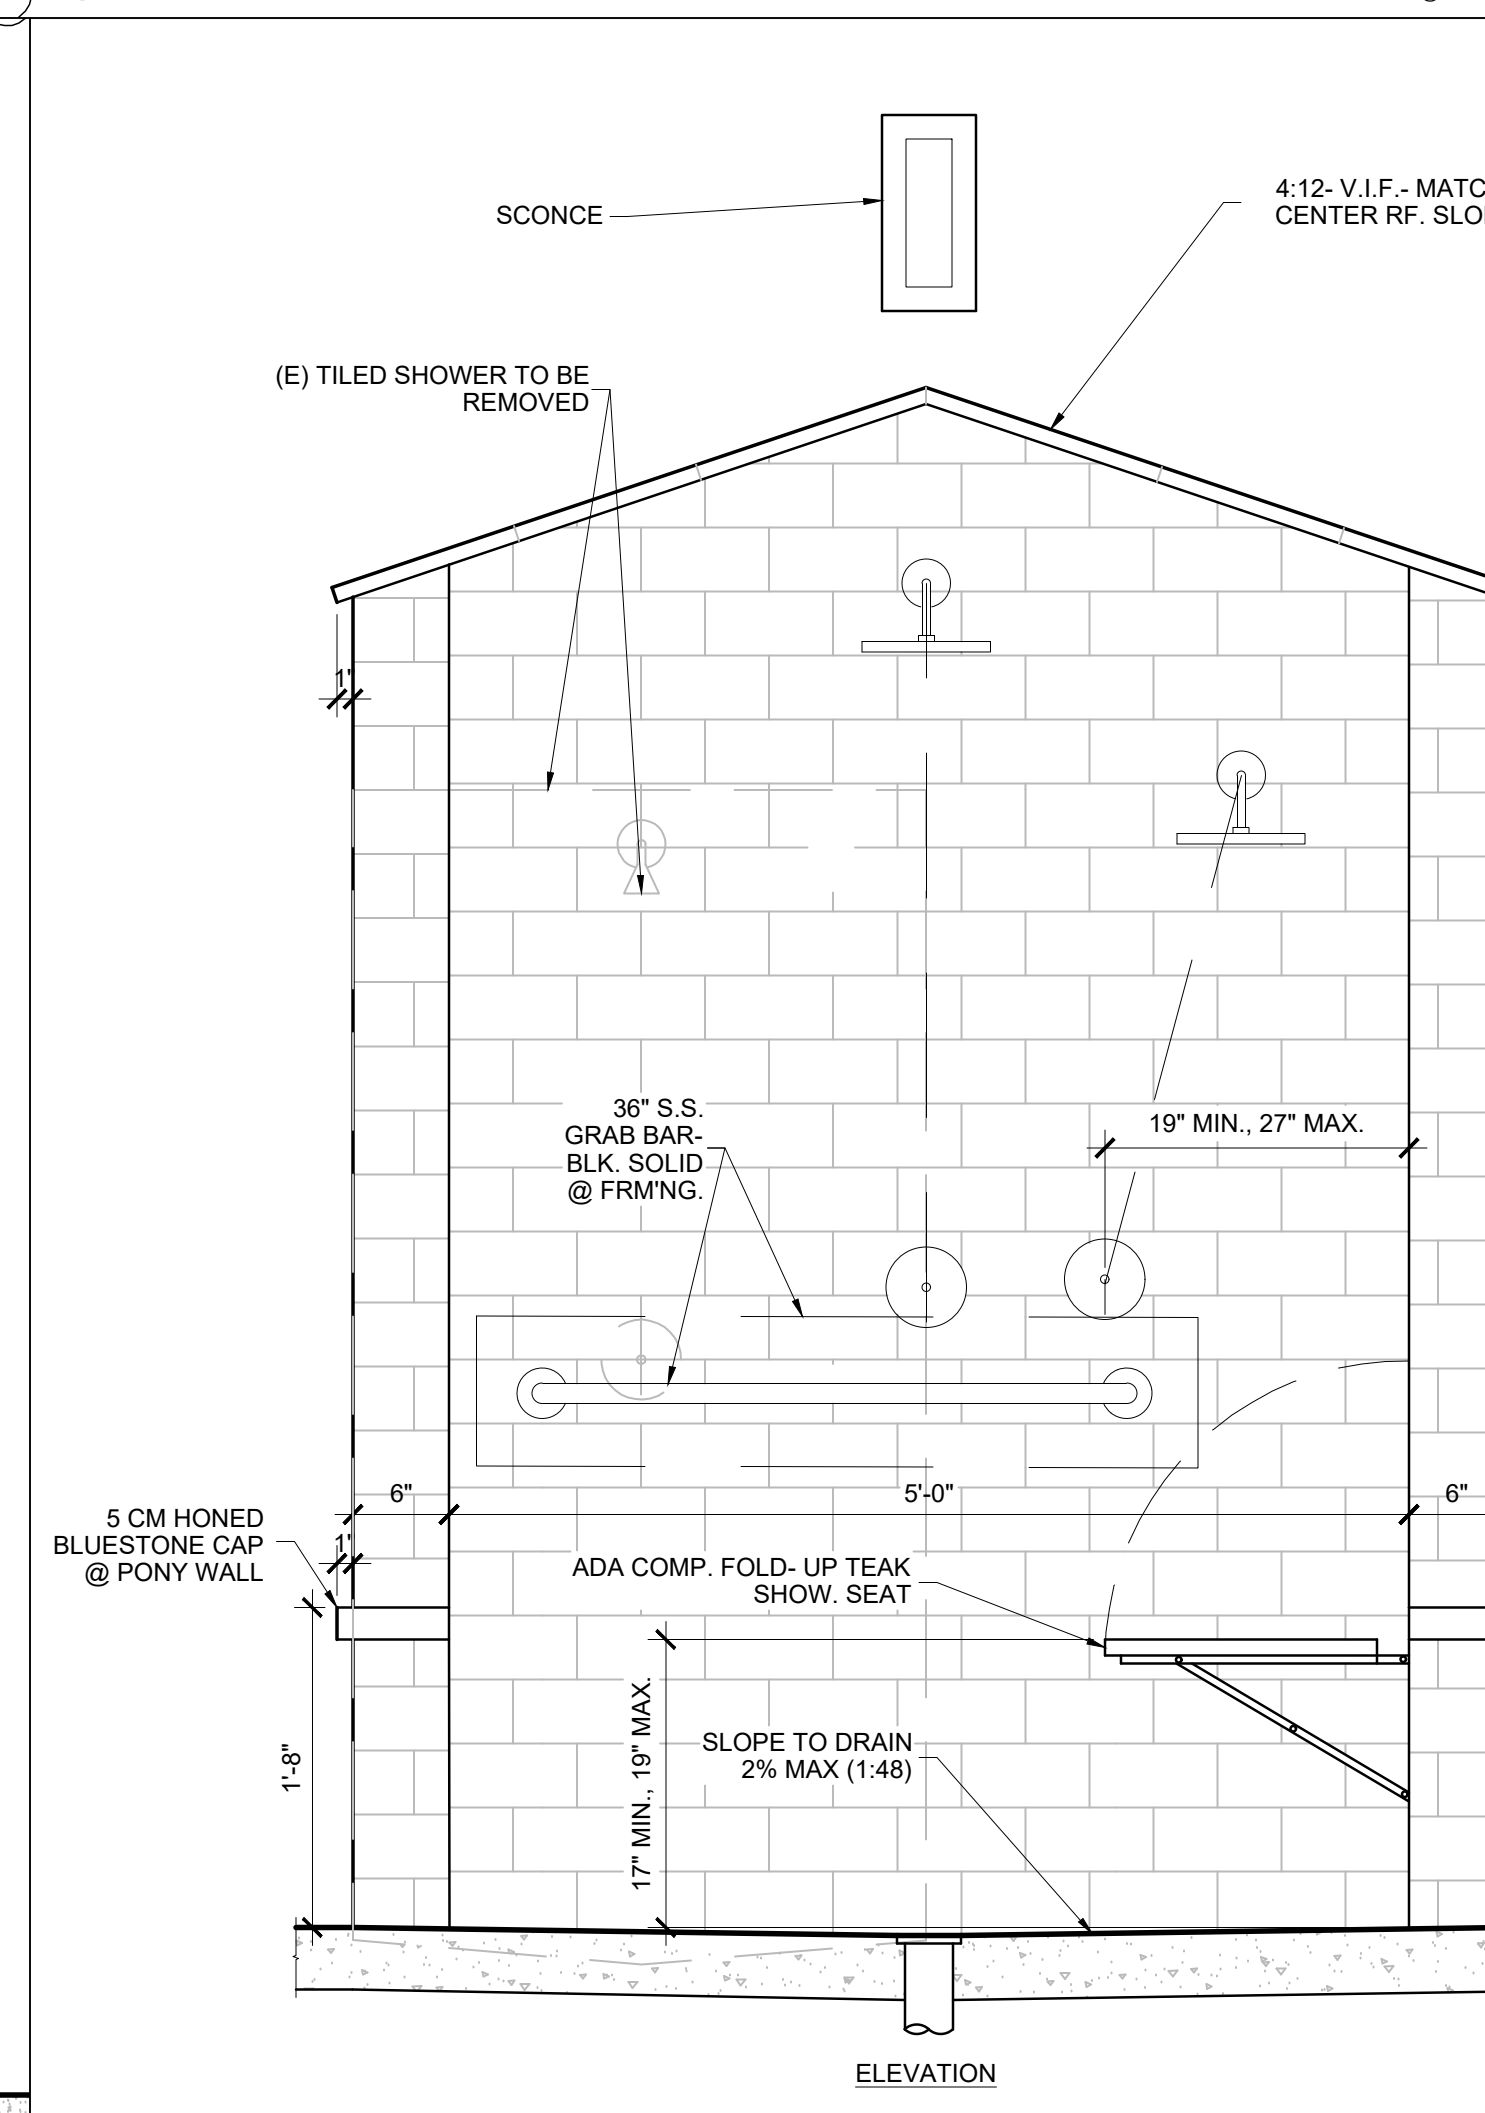 SCONCE
4:12- V.I.F.- MATC
CENTER RF. SLO
(E) TILED SHOWER TO BE
REMOVED
1"
36" S.S.
GRAB BAR-
BLK. SOLID
@ FRM'NG.
19" MIN., 27" MAX.
6"
5'-0"
6"
5 CM HONED
BLUESTONE CAP
@ PONY WALL
1"
ADA COMP. FOLD- UP TEAK
SHOW. SEAT
1'-8"
17" MIN., 19" MAX.
SLOPE TO DRAIN
2% MAX (1:48)
ELEVATION